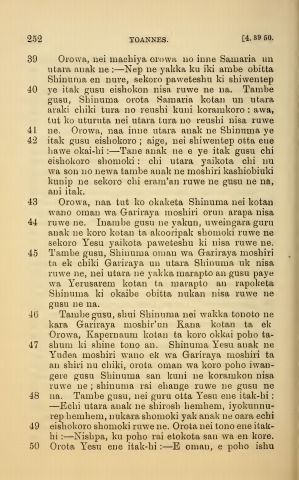 252 YOANNES. [4. 39 50.
39 Orowa, nei machiya orowa no inne Samaria un
utara anak ne :—Nep ne yakka ku iki ambe obitta
Shinuma en nure, sekoro paweteshu ki shiwentep
40 ye itak gusu eishokon nisa ruwe ne na. Tambe
gusu, Shinuma orota Samaria kotan un utara
araki chiki tura no reushi kuni koramkoro : awa,
tut ko uturuta nei utara tura no reushi nisa ruwe
41 ne. Orowa, naa inne utara anak ne Shinuma ye
42 itak gusu eishokoro ; aige, nei shiwentep otta ene
hawe okai-hi :—Tane anak ne e ye itak gusu chi
eishokoro shomoki : chi utara yaikota chi nu
wa son no newa tambe anak ne moshiri kashiobiuki
kunip ne sekoro chi eram'an ruwe ne gusu ne na,
ani itak.
43 Orowa, naa tut ko okaketa Shinuma nei kotan
wano oman wa Gariraya moshiri orun arapa nisa
44 ruwe ne. Inambe gusu ne yakun, uweingara guru
anak ne koro kotan ta akooripak shomoki ruwe ne
sekoro Yesu yaikota paweteshu ki nisa ruwe ne.
45 Tambe gusu, Shinuma oman wa Gariraya moshiri
ta ek chiki Gariraya un utara Shinuma uk nisa
ruwe ne, nei utara ne yakka marapto an gusu paye
wa Yerusarem kotan ta marapto an rapoketa
Shinuma ki okaibe obitta nukan nisa ruwe ne
gusu ne na.
46 Tambe gusu, shui Shinuma nei wakka tonoto ne
kara Gariraya moshir'un Kana kotan ta ek
Orowa, Kapernaum kotan ta koro okkai poho ta-
47 shum ki shine tono an. Shinuma Yesu anak ne
Yudea moshiri wano ek wa Gariraya moshiri ta
an shiri nu chiki, orota oman wa koro poho iwan-
gere gusu Shinuma san kuni ne koramkon nisa
ruwe ne ; shinuma rai ehange ruwe ne gusu ne
48 na. Tambe gusu, nei guru otta Yesu ene itak-hi :
—Echi utara anak ne shirosh hemhem, iyokunnu-
rep hemhem, nukara shomoki yak anak ne oara echi
49 eishokoro shomoki ruwe ne. Orota nei tono ene itak-
hi :—Nishpa, ku poho rai etokota san wa en kore.
50 Orota Yesu ene itak-hi :—E oman, e poho ishu